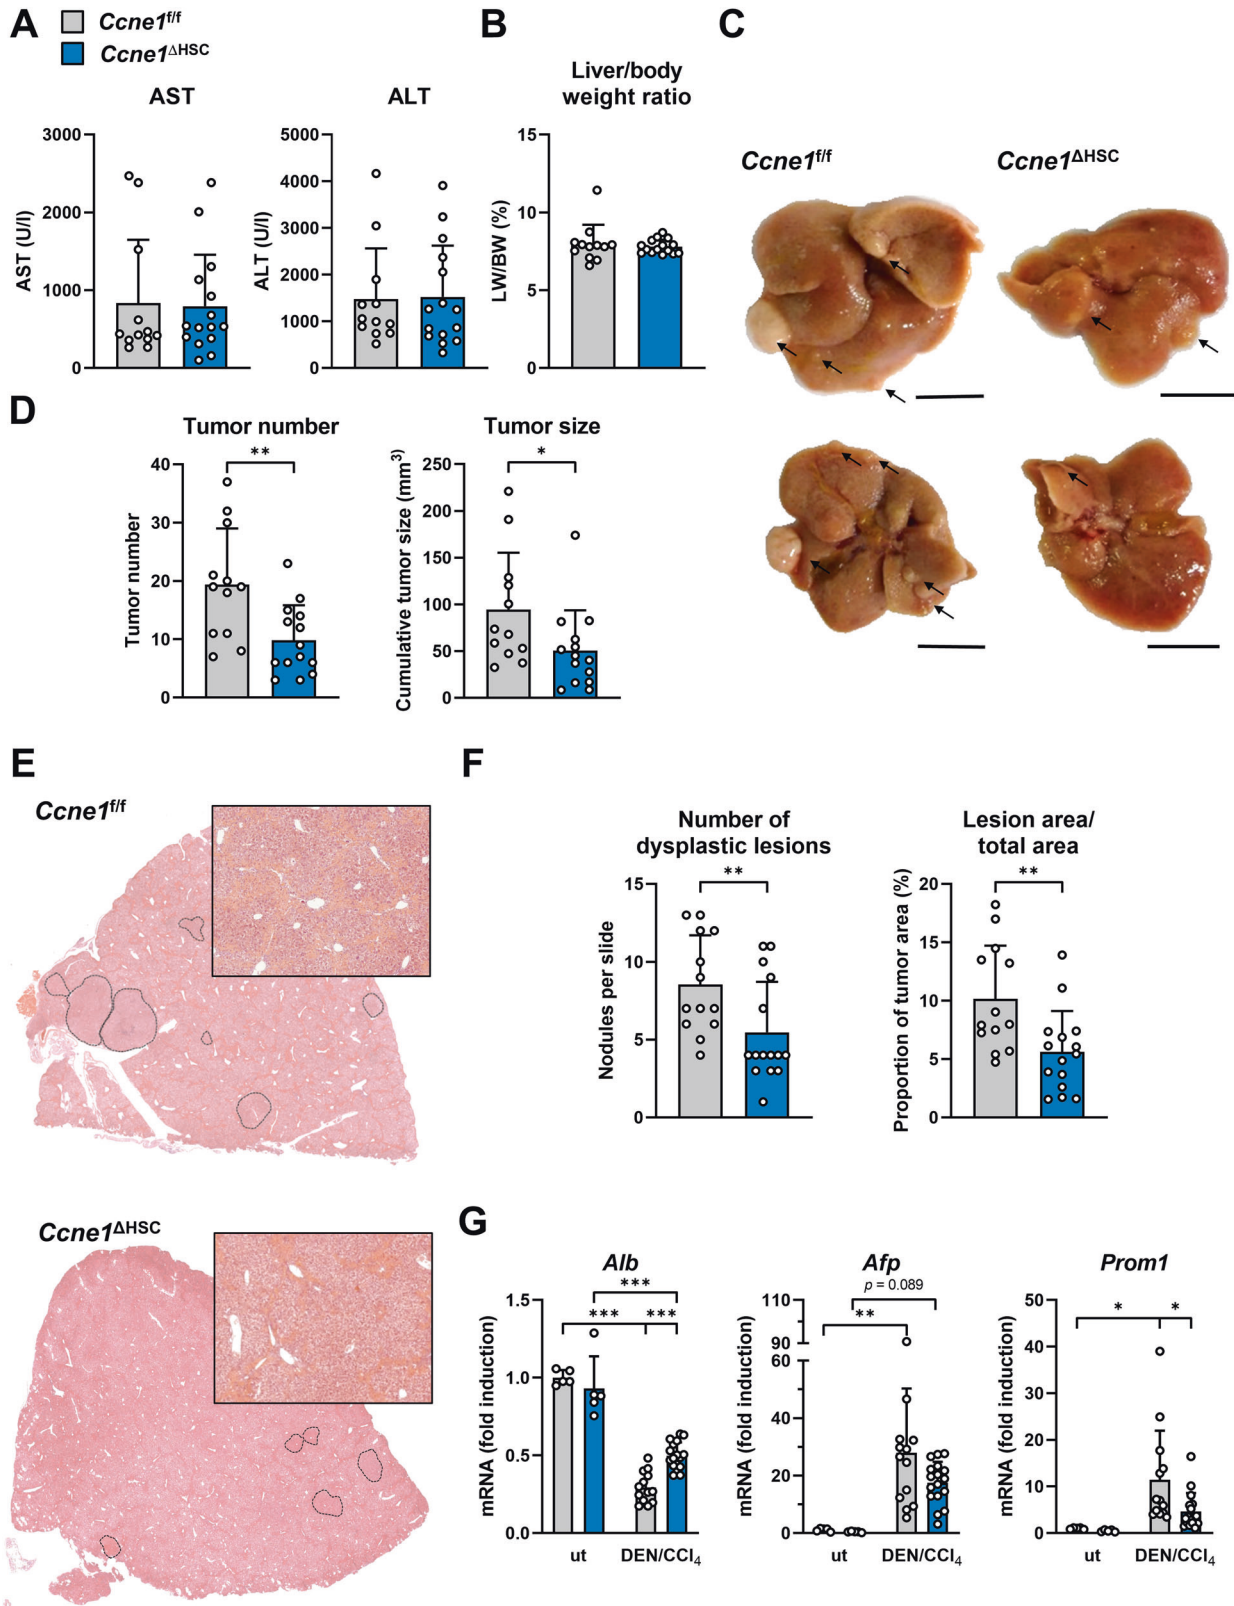 A
Ccne1f/f
Ccne1ΔHSC
AST
AST (U/l)
3000
2000
1000
0
ALT
ALT (U/l)
5000
4000
3000
2000
1000
0
B
Liver/body
weight ratio
LW/BW (%)
15
10
5
0
C
Ccne1f/f
Ccne1ΔHSC
D
Tumor number
**
Tumor number
40
30
20
10
0
Tumor size
*
Cumulative tumor size (mm3)
250
200
150
100
50
0
E
Ccne1f/f
Ccne1ΔHSC
F
Number of
dysplastic lesions
**
Nodules per slide
15
10
5
0
Lesion area/
total area
**
Proportion of tumor area (%)
20
15
10
5
0
G
Alb
***
*** ***
mRNA (fold induction)
1.5
1.0
0.5
0.0
ut DEN/CCl4
Afp
p = 0.089
**
mRNA (fold induction)
110
90
60
40
20
0
ut DEN/CCl4
Prom1
* *
mRNA (fold induction)
50
40
30
20
10
0
ut DEN/CCl4